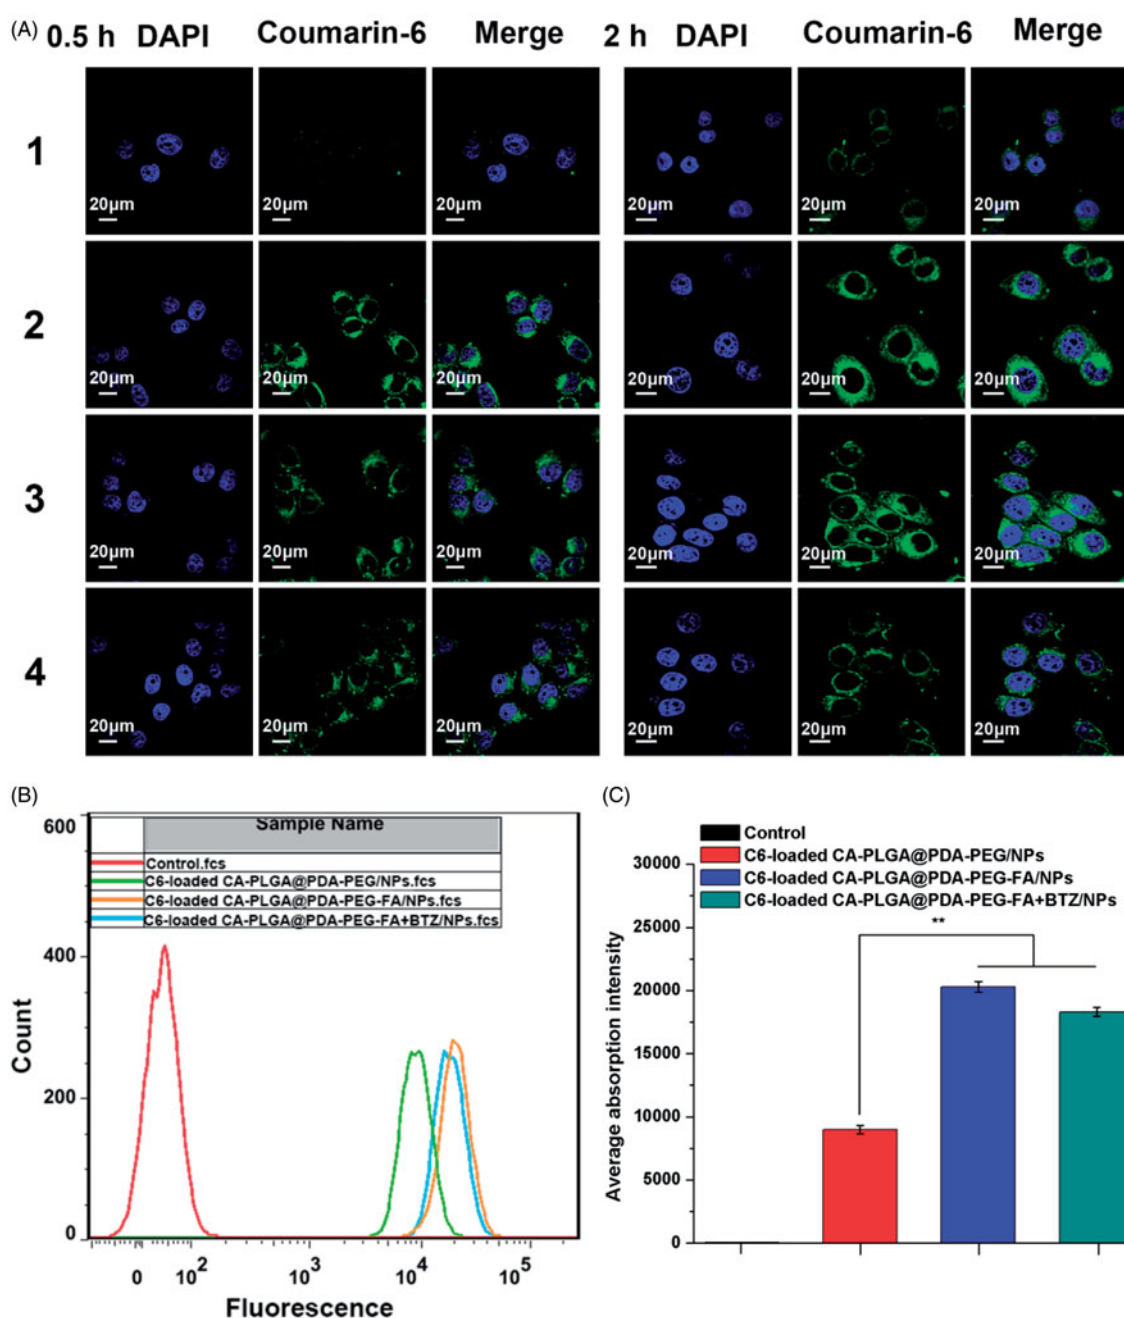 (A) 0.5 h DAPI Coumarin-6 Merge 2 h DAPI Coumarin-6 Merge
1
20μm 20μm 20μm 20μm 20μm 20μm
2
20μm 20μm 20μm 20μm 20μm 20μm
3
20μm 20μm 20μm 20μm 20μm 20μm
4
20μm 20μm 20μm 20μm 20μm 20μm
(B)
Sample Name
Control.fcs
C6-loaded CA-PLGA@PDA-PEG/NPs.fcs
C6-loaded CA-PLGA@PDA-PEG-FA/NPs.fcs
C6-loaded CA-PLGA@PDA-PEG-FA+BTZ/NPs.fcs
600
400
200
0
Count
0 10² 10³ 10⁴ 10⁵
Fluorescence
(C)
Control
C6-loaded CA-PLGA@PDA-PEG/NPs
C6-loaded CA-PLGA@PDA-PEG-FA/NPs
C6-loaded CA-PLGA@PDA-PEG-FA+BTZ/NPs
**
30000
25000
20000
15000
10000
5000
0
Average absorption intensity